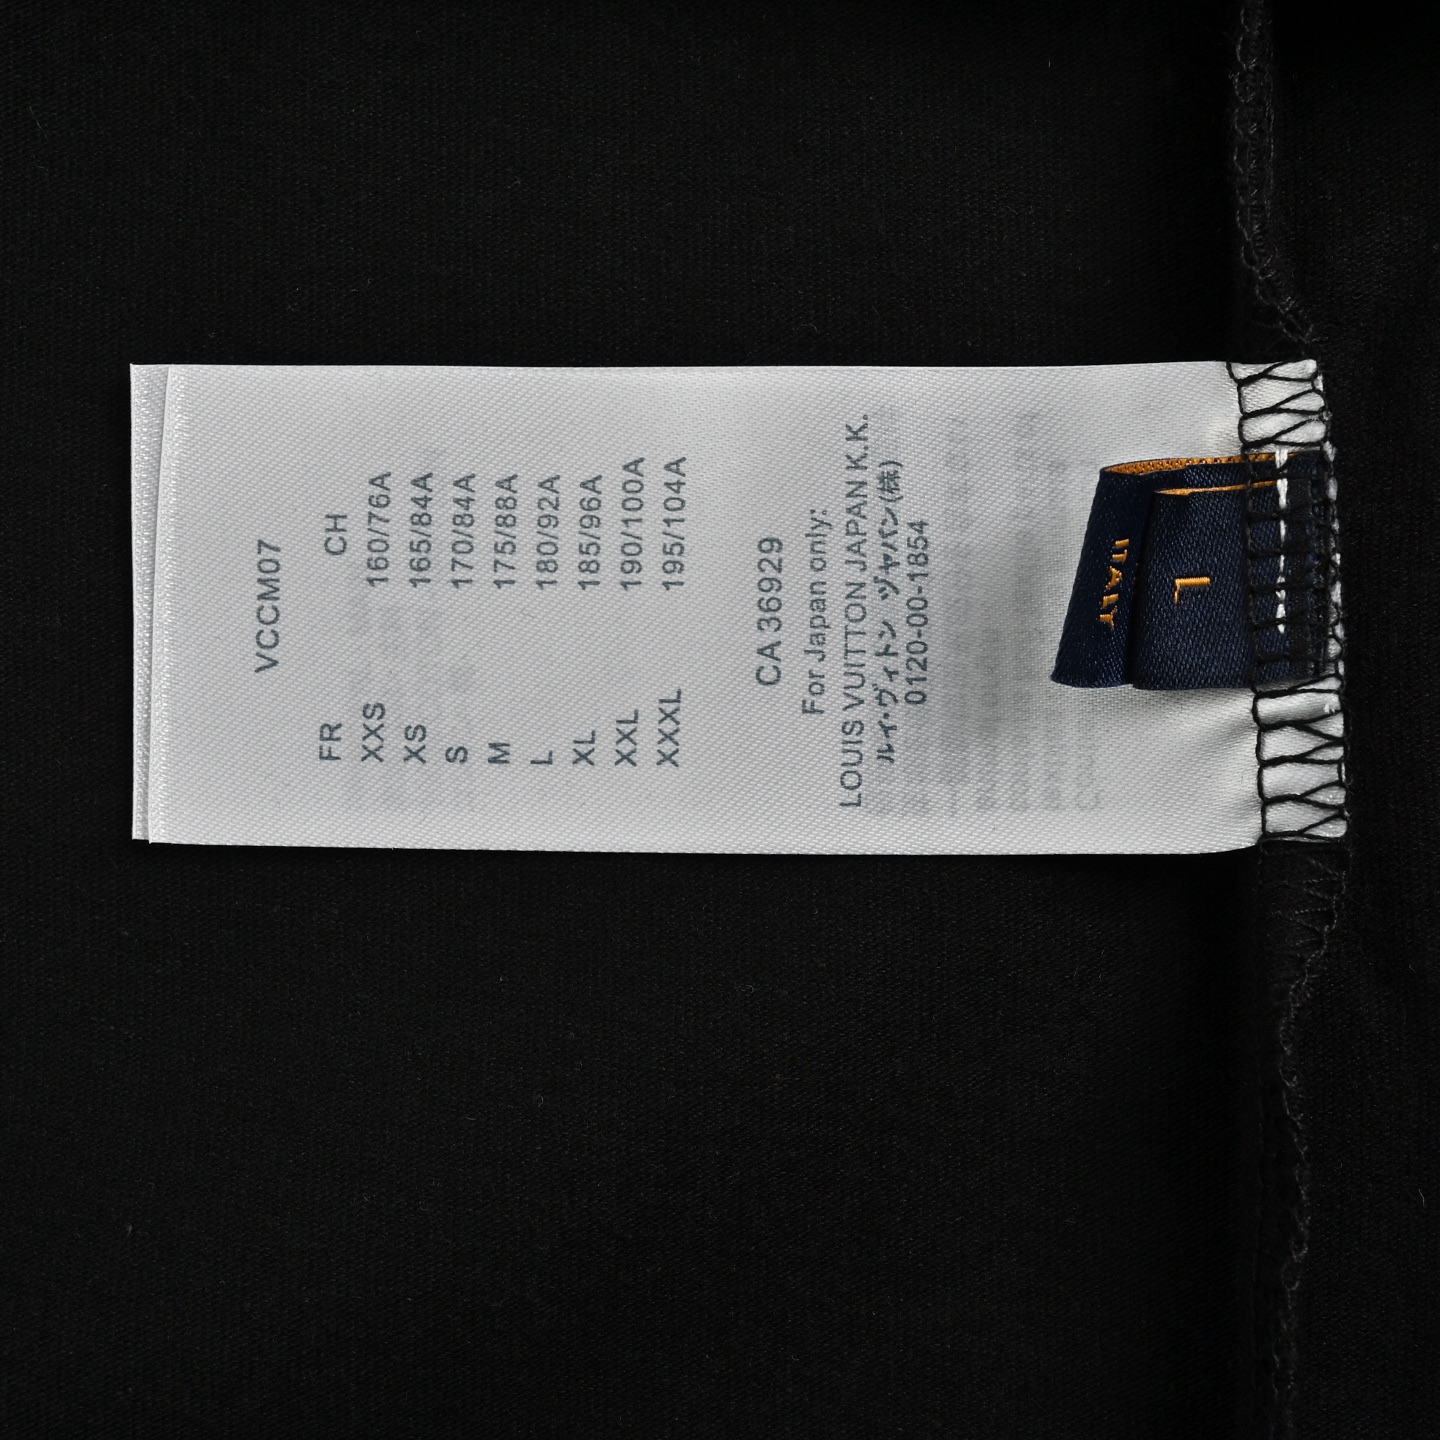 VCCM07
FR CH
XXS 160/76A
XS 165/84A
S 170/84A
M 175/88A
L 180/92A
XL 185/96A
XXL 190/100A
XXXL 195/104A
CA 36929
For Japan only:
LOUIS VUITTON JAPAN K.K.
ルイ・ヴィトン ヅャパン(株)
0120-00-1854
ITALY
L